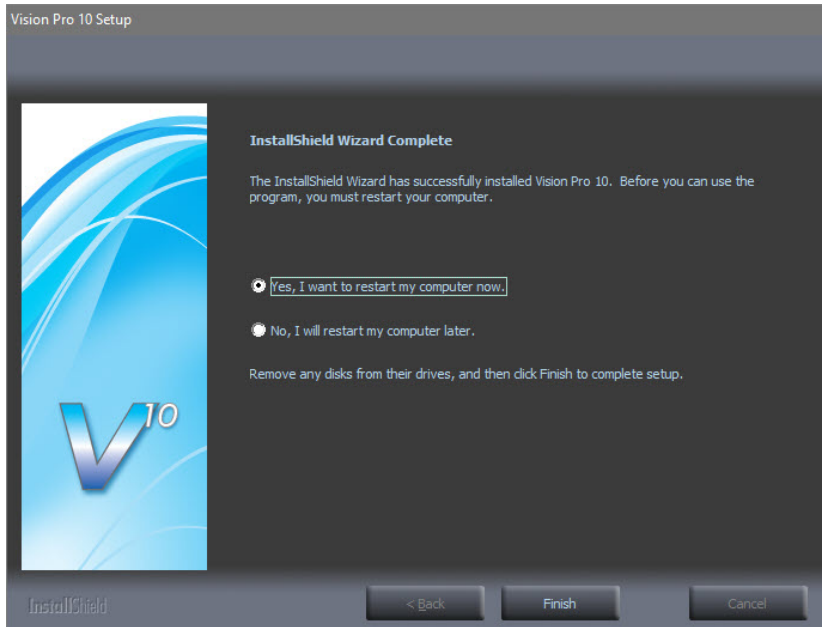 Vision Pro 10 Setup
InstallShield Wizard Complete
The InstallShield Wizard has successfully installed Vision Pro 10. Before you can use the
program, you must restart your computer.
Yes, I want to restart my computer now.
No, I will restart my computer later.
Remove any disks from their drives, and then click Finish to complete setup.
V10
InstallShield
< Back
Finish
Cancel